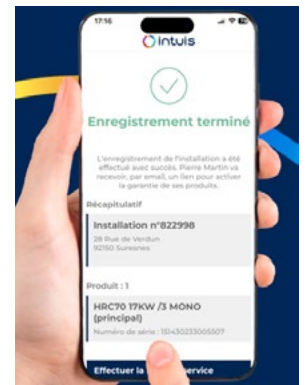 17:16
intuis
Enregistrement terminé
L'enregistrement de l'installation a été
effectué avec succès. Pierre Martin va
recevoir, par email, un lien pour activer
la garantie de ses produits.
Récapitulatif
Installation n°822998
28 Rue de Verdun
92150 Suresnes
Produit : 1
HRC70 17KW /3 MONO
(principal)
Numéro de série : 151430233005507
Effectuer la service